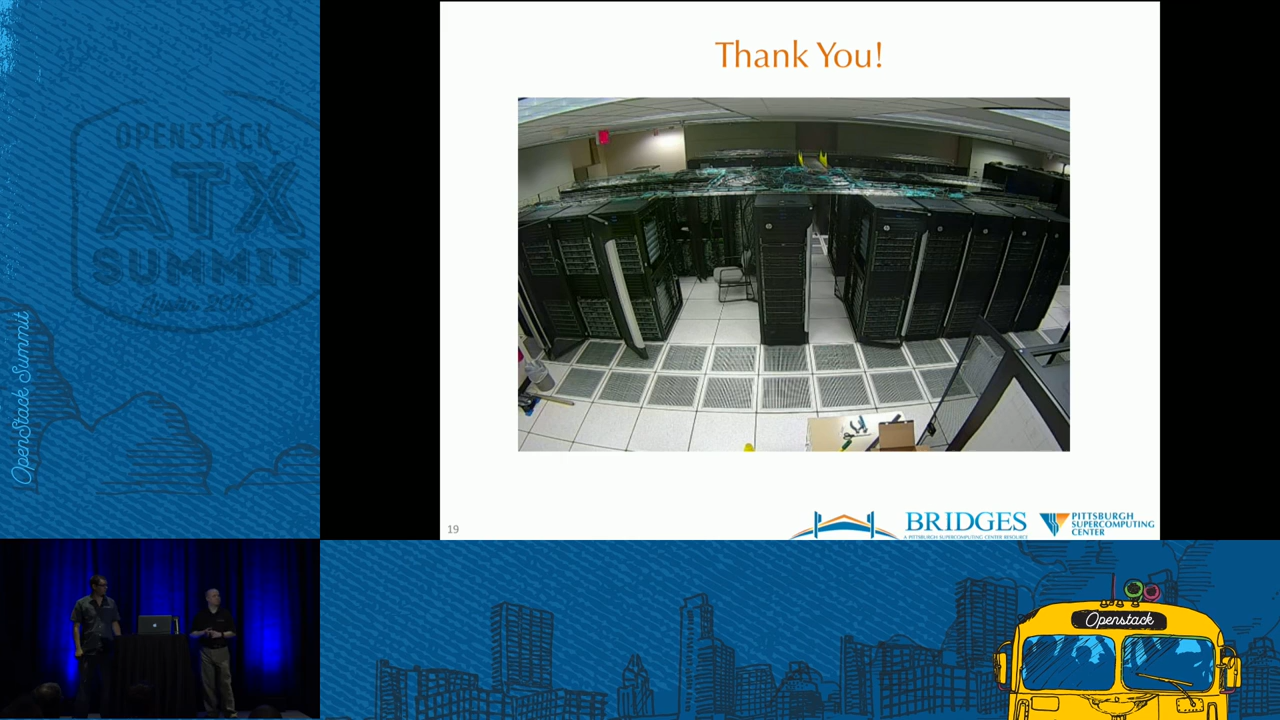 OPENSTACK
ATX
SUMMIT
Austin 2016
OpenStack Summit
Thank You!
19
BRIDGES
A PITTSBURGH SUPERCOMPUTING CENTER RESOURCE
PITTSBURGH
SUPERCOMPUTING
CENTER
Openstack